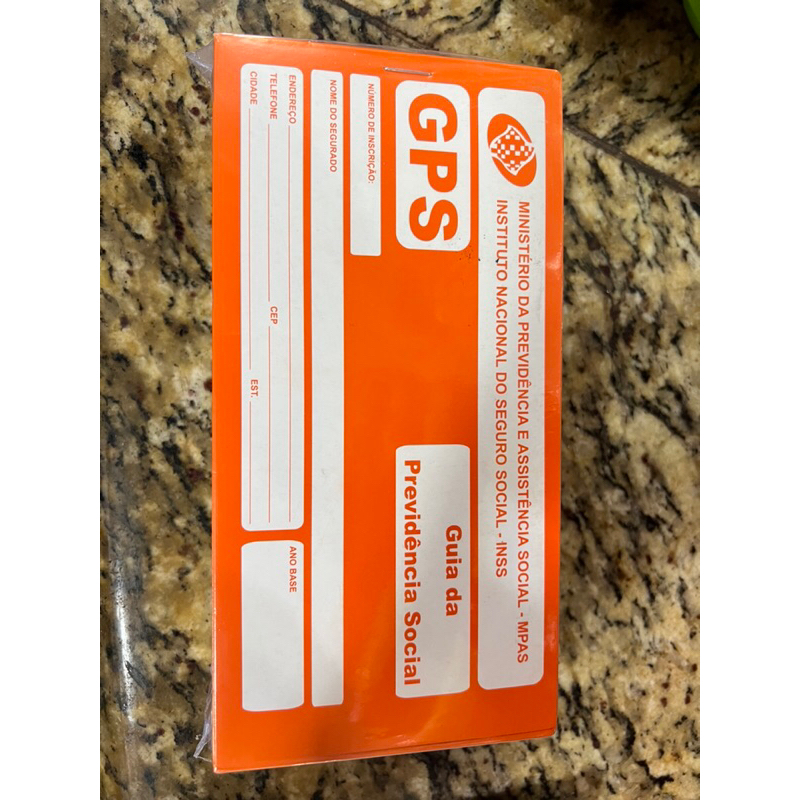 MINISTÉRIO DA PREVIDÊNCIA E ASSISTÊNCIA SOCIAL - MPAS
INSTITUTO NACIONAL DO SEGURO SOCIAL - INSS
GPS
Guia da
Previdência Social
NÚMERO DE INSCRIÇÃO:
NOME DO SEGURADO
ENDEREÇO
TELEFONE CEP
CIDADE EST.
ANO BASE